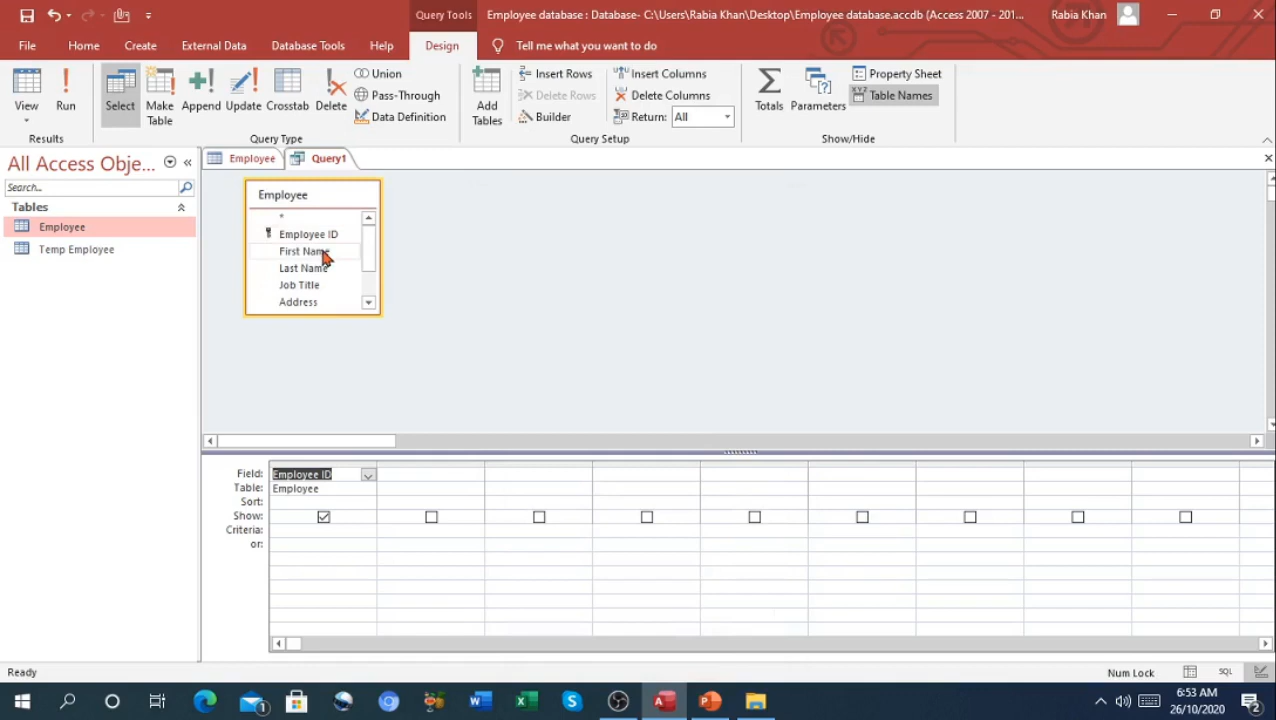 Query Tools
Employee database : Database- C:\Users\Rabia Khan\Desktop\Employee database.accdb (Access 2007 - 201...
Rabia Khan
File
Home
Create
External Data
Database Tools
Help
Design
Tell me what you want to do
View
Run
Select
Make Table
Append
Update
Crosstab
Delete
Union
Pass-Through
Data Definition
Add Tables
Insert Rows
Delete Rows
Builder
Insert Columns
Delete Columns
Return: All
Totals
Parameters
Property Sheet
XYZ Table Names
Results
Query Type
Query Setup
Show/Hide
All Access Obje...
Search...
Tables
Employee
Temp Employee
Employee
Query1
Employee
*
Employee ID
First Name
Last Name
Job Title
Address
Field: Employee ID
Table: Employee
Sort:
Show:
Criteria:
or:
Ready
Num Lock
SQL
6:53 AM
26/10/2020
1
2